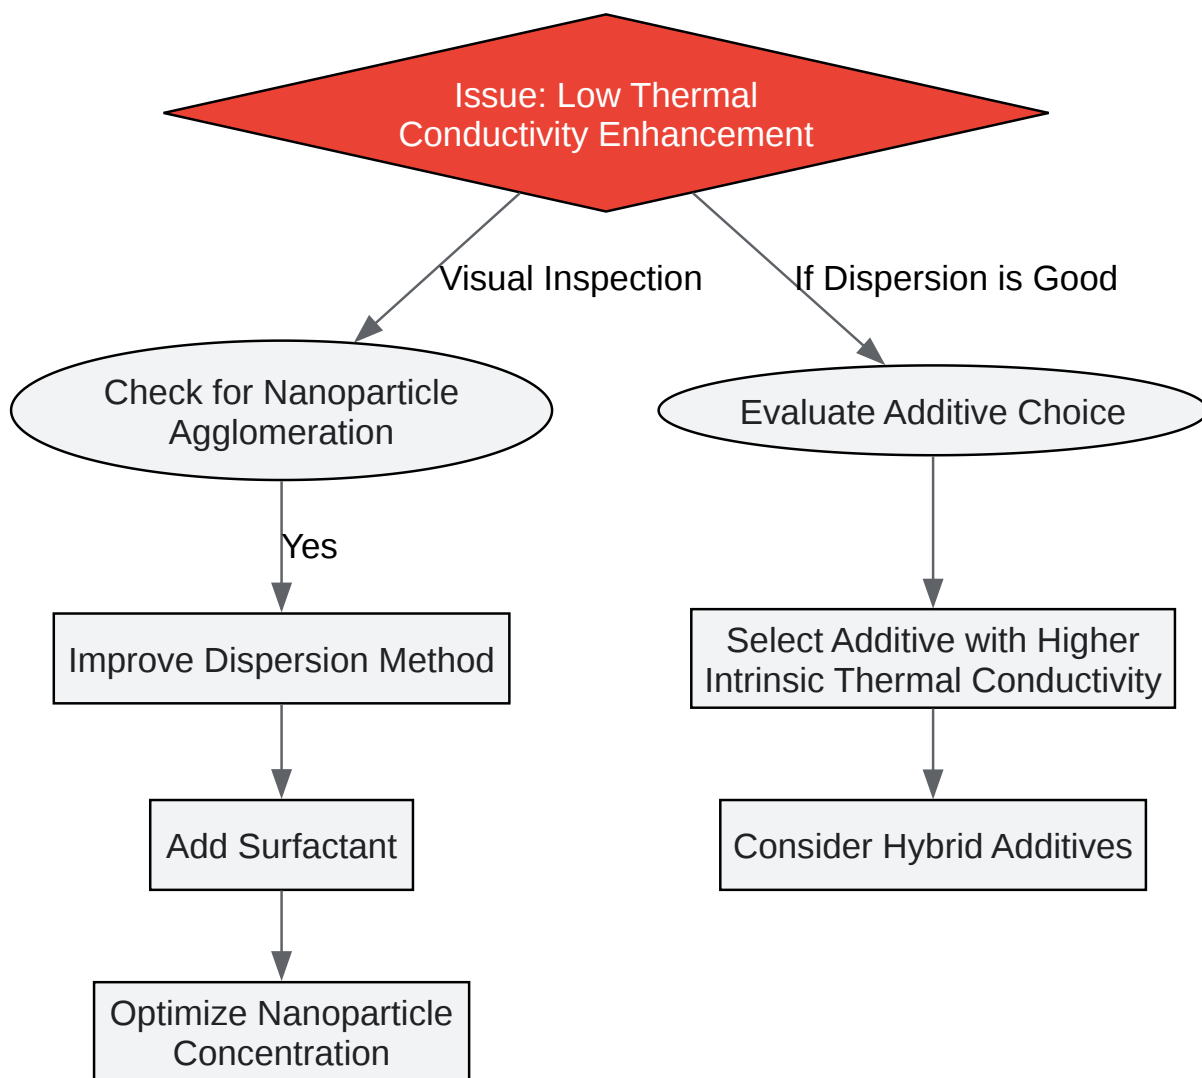 Issue: Low Thermal
Conductivity Enhancement
Visual Inspection
If Dispersion is Good
Check for Nanoparticle
Agglomeration
Evaluate Additive Choice
Yes
Improve Dispersion Method
Select Additive with Higher
Intrinsic Thermal Conductivity
Add Surfactant
Consider Hybrid Additives
Optimize Nanoparticle
Concentration